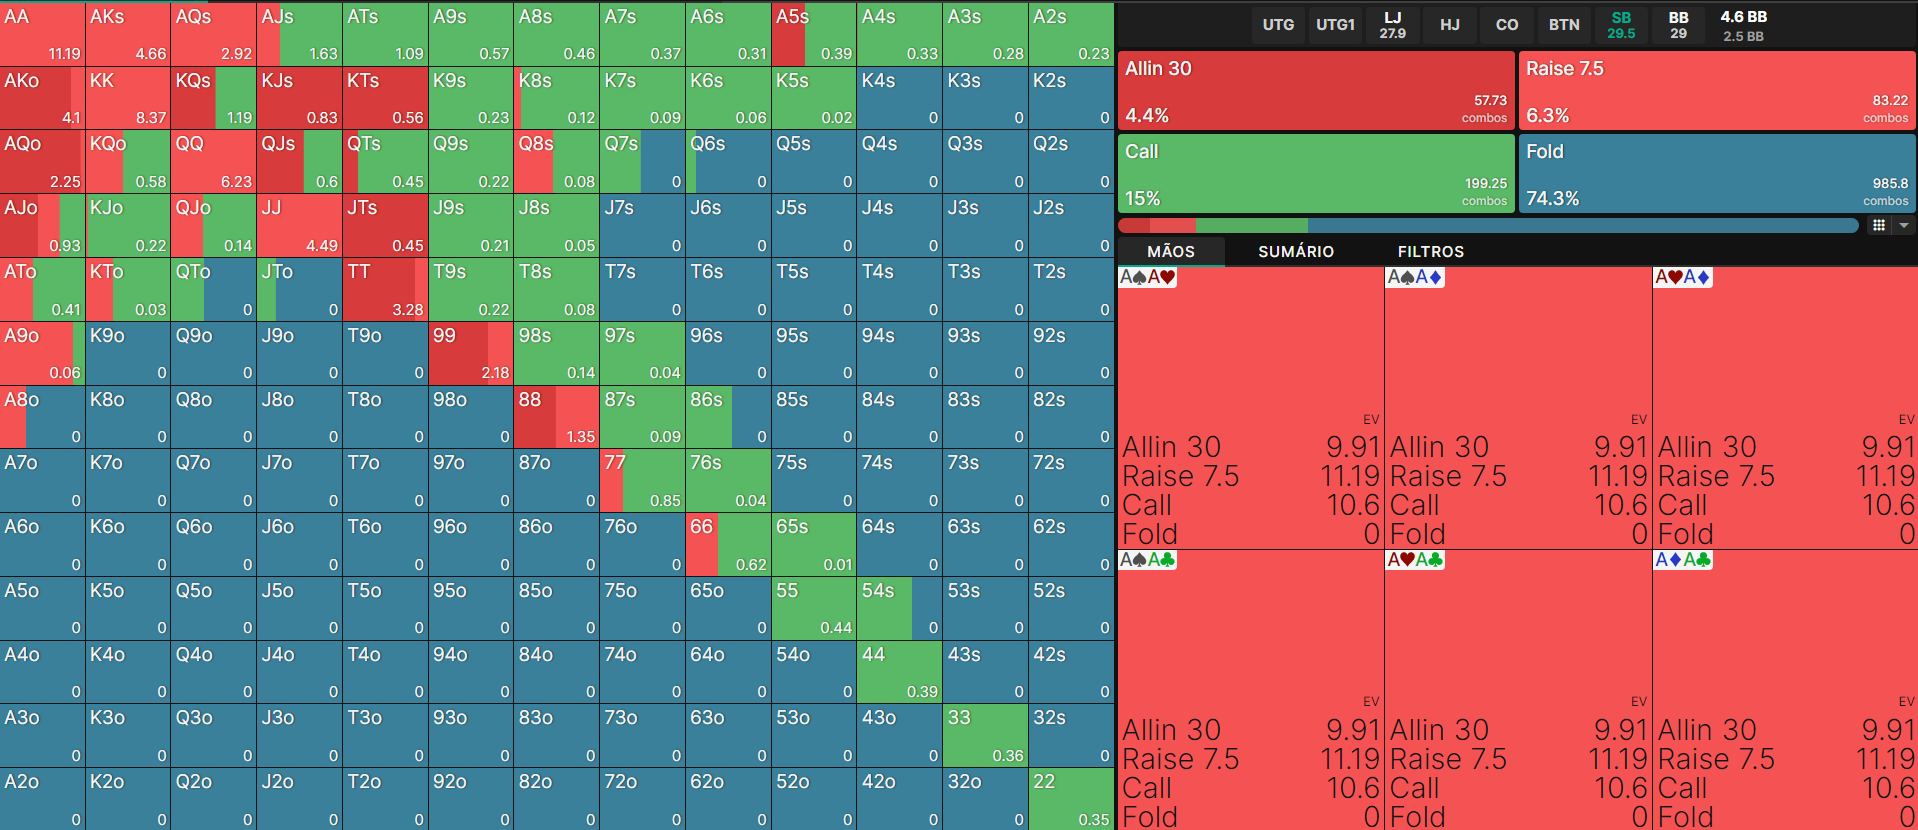 AA AKs AQs AJs ATs A9s A8s A7s A6s A5s A4s A3s A2s
11.19 4.66 2.92 1.63 1.09 0.57 0.46 0.37 0.31 0.39 0.33 0.28 0.23
AKo KK KQs KJs KTs K9s K8s K7s K6s K5s K4s K3s K2s
4.1 8.37 1.19 0.83 0.56 0.23 0.12 0.09 0.06 0.02 0 0 0
AQo KQo QQ QJs QTs Q9s Q8s Q7s Q6s Q5s Q4s Q3s Q2s
2.25 0.58 6.23 0.6 0.45 0.22 0.08 0 0 0 0 0 0
AJo KJo QJo JJ JTs J9s J8s J7s J6s J5s J4s J3s J2s
0.93 0.22 0.14 4.49 0.45 0.21 0.05 0 0 0 0 0 0
ATo KTo QTo JTo TT T9s T8s T7s T6s T5s T4s T3s T2s
0.41 0.03 0 0 3.28 0.22 0.08 0 0 0 0 0 0
A9o K9o Q9o J9o T9o 99 98s 97s 96s 95s 94s 93s 92s
0.06 0 0 0 0 2.18 0.14 0.04 0 0 0 0 0
A8o K8o Q8o J8o T8o 98o 88 87s 86s 85s 84s 83s 82s
0 0 0 0 0 0 1.35 0.09 0 0 0 0 0
A7o K7o Q7o J7o T7o 97o 87o 77 76s 75s 74s 73s 72s
0 0 0 0 0 0 0 0.85 0.04 0 0 0 0
A6o K6o Q6o J6o T6o 96o 86o 76o 66 65s 64s 63s 62s
0 0 0 0 0 0 0 0 0.62 0.01 0 0 0
A5o K5o Q5o J5o T5o 95o 85o 75o 65o 55 54s 53s 52s
0 0 0 0 0 0 0 0 0 0.44 0 0 0
A4o K4o Q4o J4o T4o 94o 84o 74o 64o 54o 44 43s 42s
0 0 0 0 0 0 0 0 0 0 0.39 0 0
A3o K3o Q3o J3o T3o 93o 83o 73o 63o 53o 43o 33 32s
0 0 0 0 0 0 0 0 0 0 0 0.36 0
A2o K2o Q2o J2o T2o 92o 82o 72o 62o 52o 42o 32o 22
0 0 0 0 0 0 0 0 0 0 0 0 0.35
UTG UTG1 LJ HJ CO BTN SB BB 4.6 BB
27.9 29.5 29 2.5 BB
Allin 30 Raise 7.5
57.73 83.22
4.4% combos 6.3% combos
Call Fold
199.25 985.8
15% combos 74.3% combos
MÃOS SUMÁRIO FILTROS
A♠A♥ A♠A♦ A♥A♦
EV EV EV
Allin 30 9.91 Allin 30 9.91 Allin 30 9.91
Raise 7.5 11.19 Raise 7.5 11.19 Raise 7.5 11.19
Call 10.6 Call 10.6 Call 10.6
Fold 0 Fold 0 Fold 0
A♠A♣ A♥A♣ A♦A♣
EV EV EV
Allin 30 9.91 Allin 30 9.91 Allin 30 9.91
Raise 7.5 11.19 Raise 7.5 11.19 Raise 7.5 11.19
Call 10.6 Call 10.6 Call 10.6
Fold 0 Fold 0 Fold 0